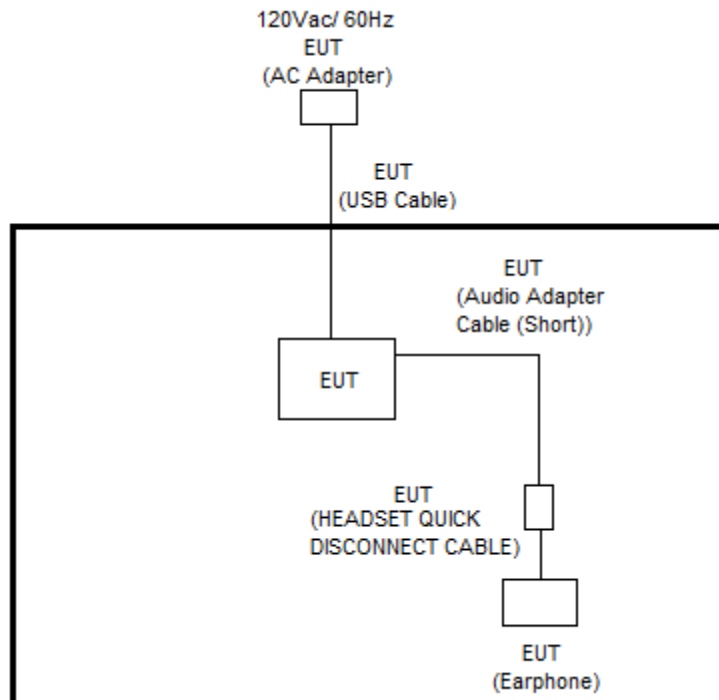 120Vac/ 60Hz
EUT
(AC Adapter)
EUT
(USB Cable)
EUT
(Audio Adapter
Cable (Short))
EUT
EUT
(HEADSET QUICK
DISCONNECT CABLE)
EUT
(Earphone)